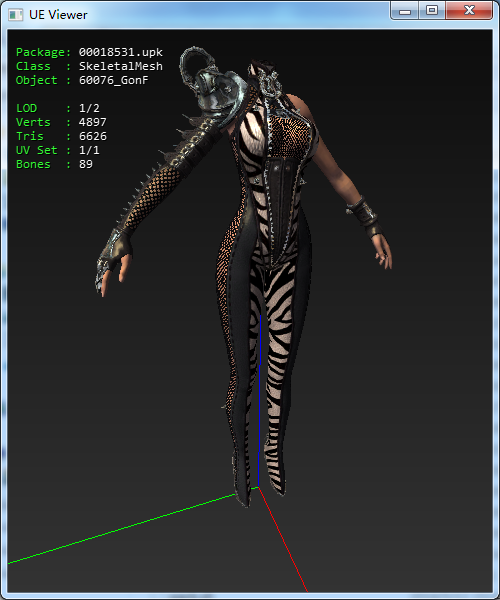 UE Viewer
Package: 00018531.upk
Class  : SkeletalMesh
Object : 60076_GonF
LOD    : 1/2
Verts  : 4897
Tris   : 6626
UV Set : 1/1
Bones  : 89